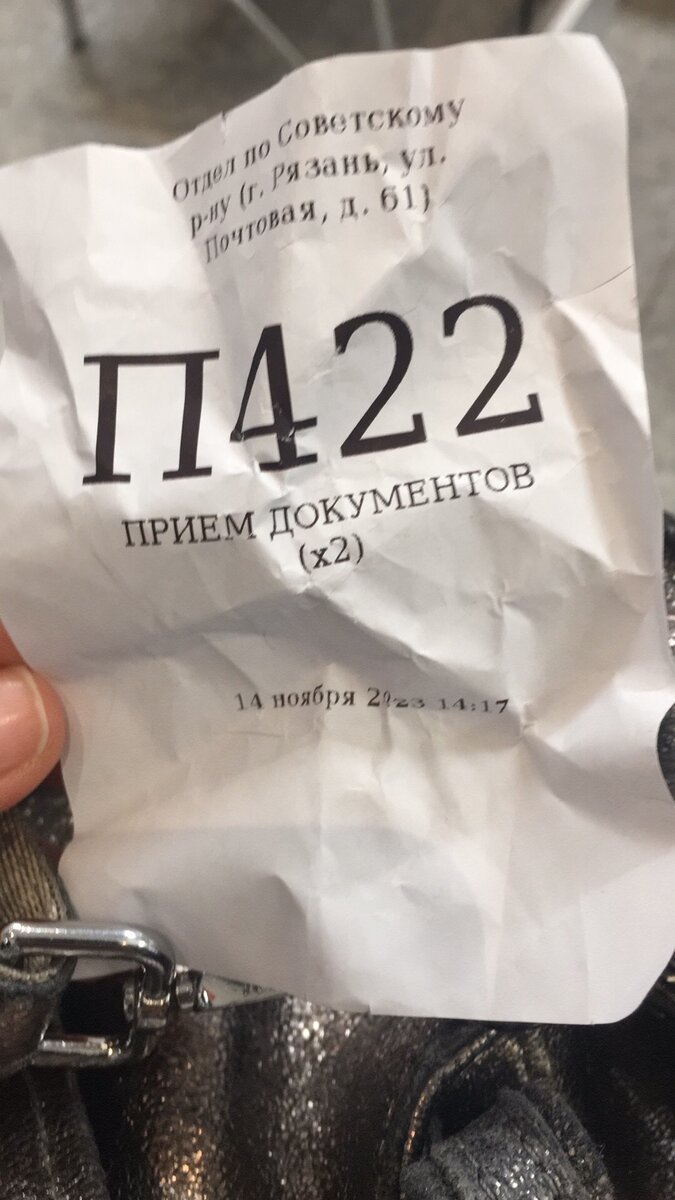 Отдел по Советскому
р-ну (г. Рязань, ул.
Почтовая, д. 61)
П422
ПРИЕМ ДОКУМЕНТОВ
(x2)
14 ноября 2023 14:17